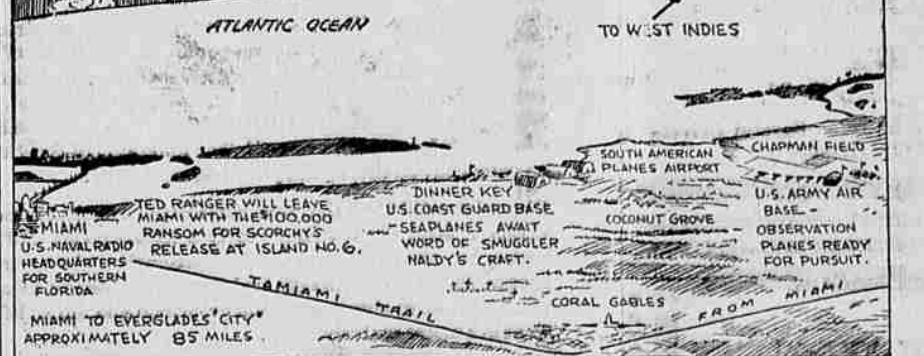 ATLANTIC OCEAN
TO WEST INDIES
SOUTH AMERICAN
PLANES AIRPORT
CHAPMAN FIELD
MIAMI
U.S. NAVAL RADIO
HEADQUARTERS
FOR SOUTHERN
FLORIDA
TED RANGER WILL LEAVE
MIAMI WITH THE $100,000
RANSOM FOR SCORCHY'S
RELEASE AT ISLAND NO. 6.
DINNER KEY
U.S. COAST GUARD BASE
SEAPLANES AWAIT
WORD OF SMUGGLER
NALDY'S CRAFT.
COCONUT GROVE
U.S. ARMY AIR
BASE -
OBSERVATION
PLANES READY
FOR PURSUIT.
TAMIAMI TRAIL
CORAL GABLES
FROM MIAMI
MIAMI TO EVERGLADES "CITY"
APPROXIMATELY 85 MILES.